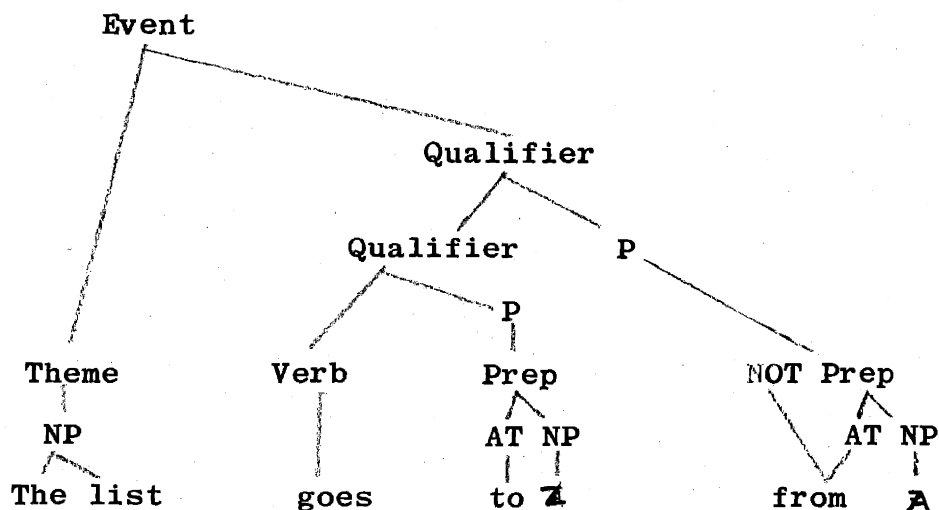 Event
Qualifier
Qualifier P
P
Theme Verb Prep NOT Prep
NP AT NP AT NP
The list goes to from